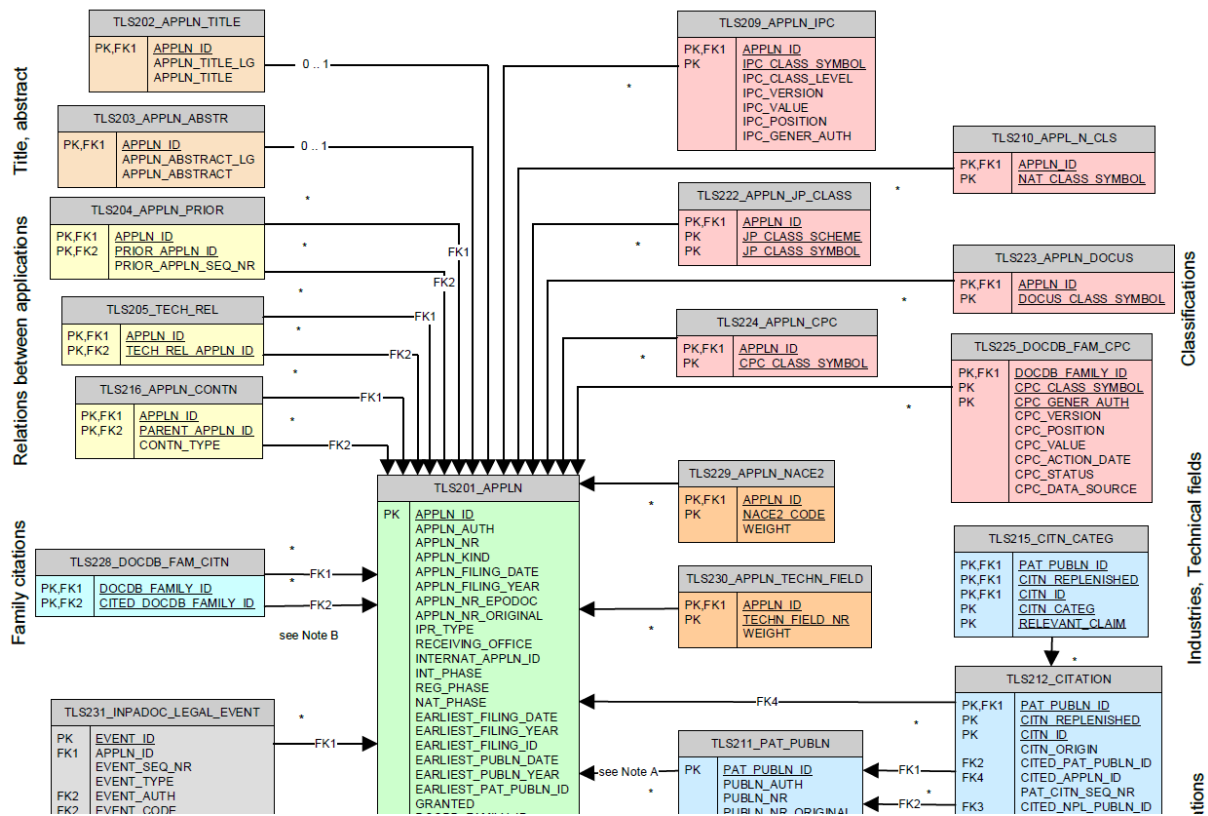 Title, abstract
TLS202_APPLN_TITLE
PK,FK1 APPLN_ID
APPLN_TITLE_LG
APPLN_TITLE
0 .. 1
TLS203_APPLN_ABSTR
PK,FK1 APPLN_ID
APPLN_ABSTRACT_LG
APPLN_ABSTRACT
0 .. 1
Relations between applications
TLS204_APPLN_PRIOR
PK,FK1 APPLN_ID
PK,FK2 PRIOR_APPLN_ID
PRIOR_APPLN_SEQ_NR
*
FK1
*
FK2
TLS205_TECH_REL
PK,FK1 APPLN_ID
PK,FK2 TECH_REL_APPLN_ID
*
FK1
*
FK2
TLS216_APPLN_CONTN
PK,FK1 APPLN_ID
PK,FK2 PARENT_APPLN_ID
CONTN_TYPE
*
FK1
*
FK2
Family citations
TLS228_DOCDB_FAM_CITN
PK,FK1 DOCDB_FAMILY_ID
PK,FK2 CITED_DOCDB_FAMILY_ID
*
FK1
*
FK2
see Note B
TLS231_INPADOC_LEGAL_EVENT
PK EVENT_ID
FK1 APPLN_ID
EVENT_SEQ_NR
EVENT_TYPE
FK2 EVENT_AUTH
FK2 EVENT_CODE
*
FK1
TLS201_APPLN
PK APPLN_ID
APPLN_AUTH
APPLN_NR
APPLN_KIND
APPLN_FILING_DATE
APPLN_FILING_YEAR
APPLN_NR_EPODOC
APPLN_NR_ORIGINAL
IPR_TYPE
RECEIVING_OFFICE
INTERNAT_APPLN_ID
INT_PHASE
REG_PHASE
NAT_PHASE
EARLIEST_FILING_DATE
EARLIEST_FILING_YEAR
EARLIEST_FILING_ID
EARLIEST_PUBLN_DATE
EARLIEST_PUBLN_YEAR
EARLIEST_PAT_PUBLN_ID
GRANTED
TLS209_APPLN_IPC
PK,FK1 APPLN_ID
PK IPC_CLASS_SYMBOL
IPC_CLASS_LEVEL
IPC_VERSION
IPC_VALUE
IPC_POSITION
IPC_GENER_AUTH
*
TLS210_APPL_N_CLS
PK,FK1 APPLN_ID
PK NAT_CLASS_SYMBOL
*
TLS222_APPLN_JP_CLASS
PK,FK1 APPLN_ID
PK JP_CLASS_SCHEME
PK JP_CLASS_SYMBOL
*
TLS223_APPLN_DOCUS
PK,FK1 APPLN_ID
PK DOCUS_CLASS_SYMBOL
*
TLS224_APPLN_CPC
PK,FK1 APPLN_ID
PK CPC_CLASS_SYMBOL
*
TLS225_DOCDB_FAM_CPC
PK,FK1 DOCDB_FAMILY_ID
PK CPC_CLASS_SYMBOL
PK CPC_GENER_AUTH
CPC_VERSION
CPC_POSITION
CPC_VALUE
CPC_ACTION_DATE
CPC_STATUS
CPC_DATA_SOURCE
*
Classifications
TLS229_APPLN_NACE2
PK,FK1 APPLN_ID
PK NACE2_CODE
WEIGHT
*
TLS230_APPLN_TECHN_FIELD
PK,FK1 APPLN_ID
PK TECHN_FIELD_NR
WEIGHT
*
Industries, Technical fields
TLS215_CITN_CATEG
PK,FK1 PAT_PUBLN_ID
PK,FK1 CITN_REPLENISHED
PK,FK1 CITN_ID
PK CITN_CATEG
PK RELEVANT_CLAIM
*
TLS212_CITATION
PK,FK1 PAT_PUBLN_ID
PK CITN_REPLENISHED
PK CITN_ID
CITN_ORIGIN
FK2 CITED_PAT_PUBLN_ID
FK4 CITED_APPLN_ID
PAT_CITN_SEQ_NR
FK3 CITED_NPL_PUBLN_ID
FK4
*
FK1
*
FK2
TLS211_PAT_PUBLN
PK PAT_PUBLN_ID
PUBLN_AUTH
PUBLN_NR
PUBLN_NR_ORIGINAL
see Note A
*